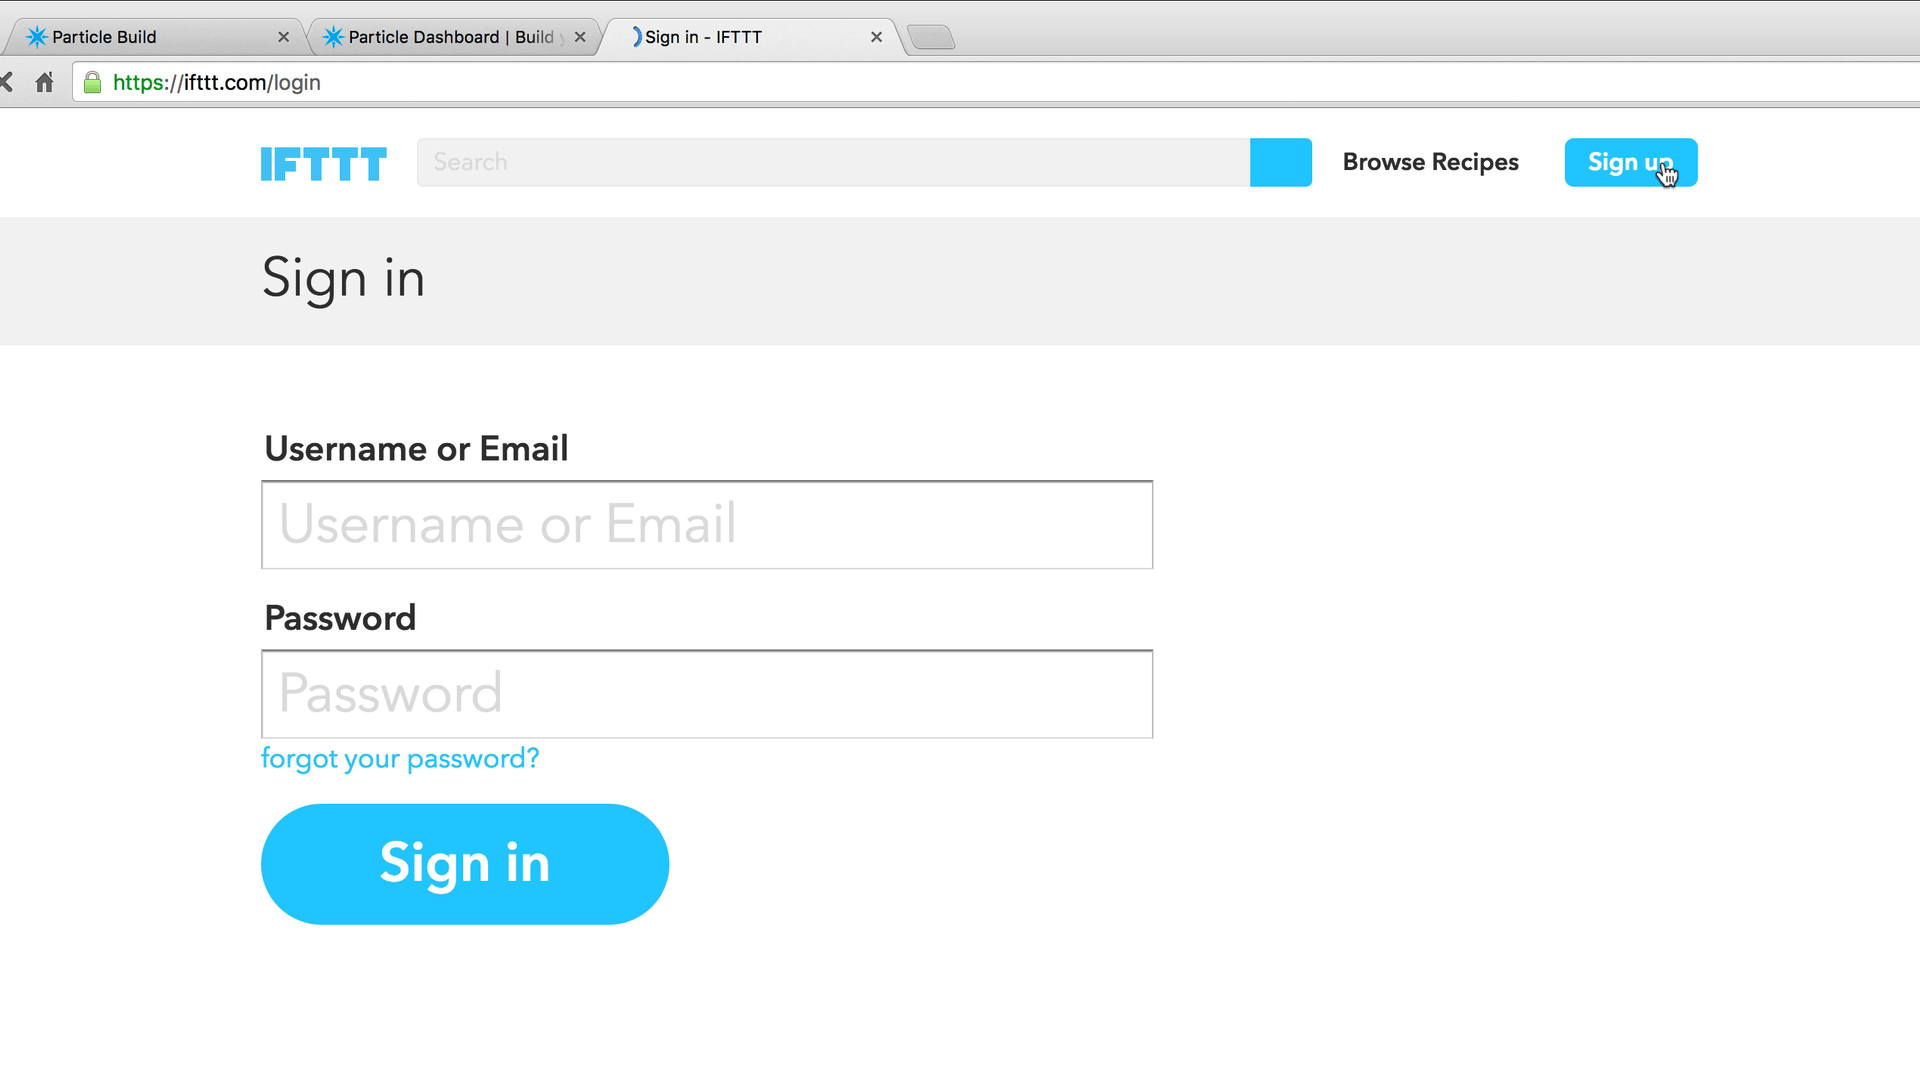 Particle Build
Particle Dashboard | Build
Sign in - IFTTT
https://ifttt.com/login
IFTTT
Search
Browse Recipes
Sign up
Sign in
Username or Email
Username or Email
Password
Password
forgot your password?
Sign in